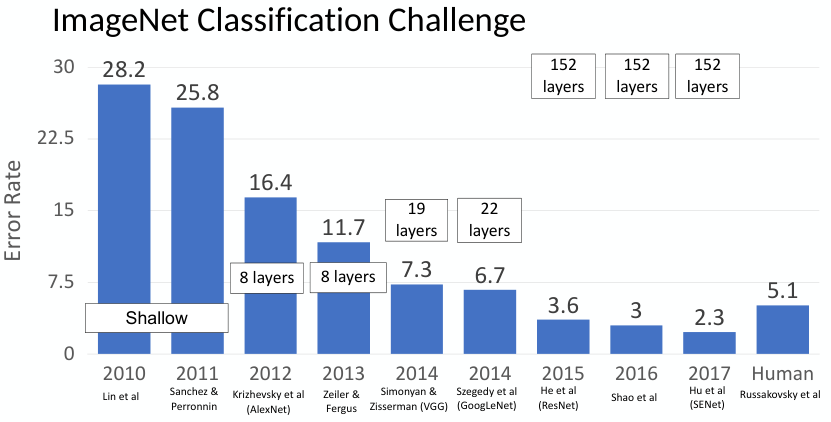 ImageNet Classification Challenge
Error Rate
30
22.5
15
7.5
0
28.2
25.8
16.4
11.7
7.3
6.7
3.6
3
2.3
5.1
Shallow
8 layers
8 layers
19
layers
22
layers
152
layers
152
layers
152
layers
2010
Lin et al
2011
Sanchez &
Perronnin
2012
Krizhevsky et al
(AlexNet)
2013
Zeiler &
Fergus
2014
Simonyan &
Zisserman (VGG)
2014
Szegedy et al
(GoogLeNet)
2015
He et al
(ResNet)
2016
Shao et al
2017
Hu et al
(SENet)
Human
Russakovsky et al